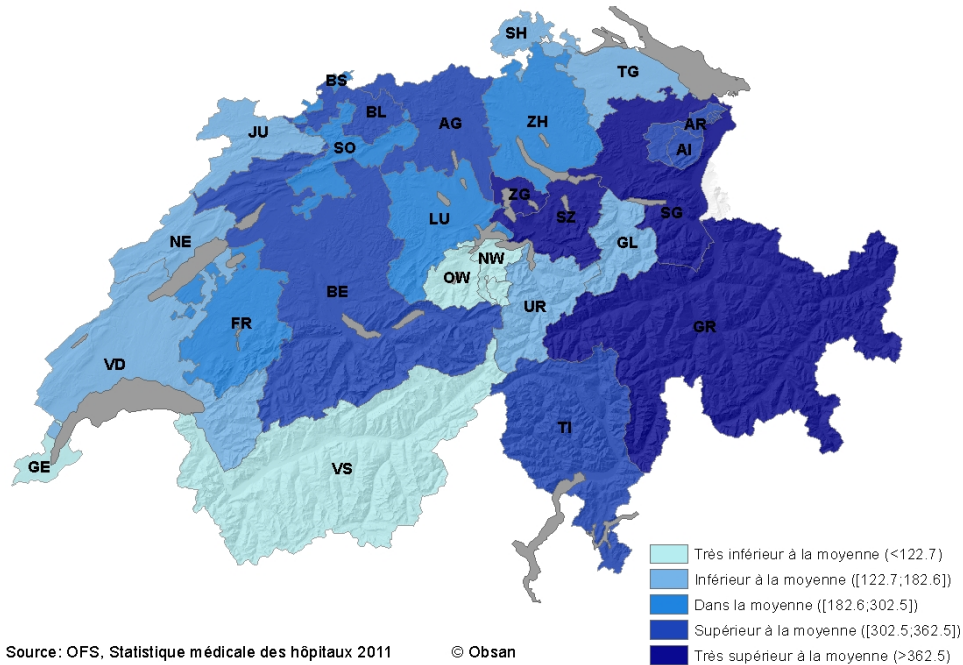 SH
TG
BS
BL
AG
ZH
JU
SO
AR
AI
ZG
SZ
SG
LU
NE
NW
GL
OW
BE
UR
FR
GR
VD
TI
GE
VS
Très inférieur à la moyenne (<122.7)
Inférieur à la moyenne ([122.7;182.6])
Dans la moyenne ([182.6;302.5])
Supérieur à la moyenne ([302.5;362.5])
Très supérieur à la moyenne (>362.5)
Source: OFS, Statistique médicale des hôpitaux 2011 © Obsan